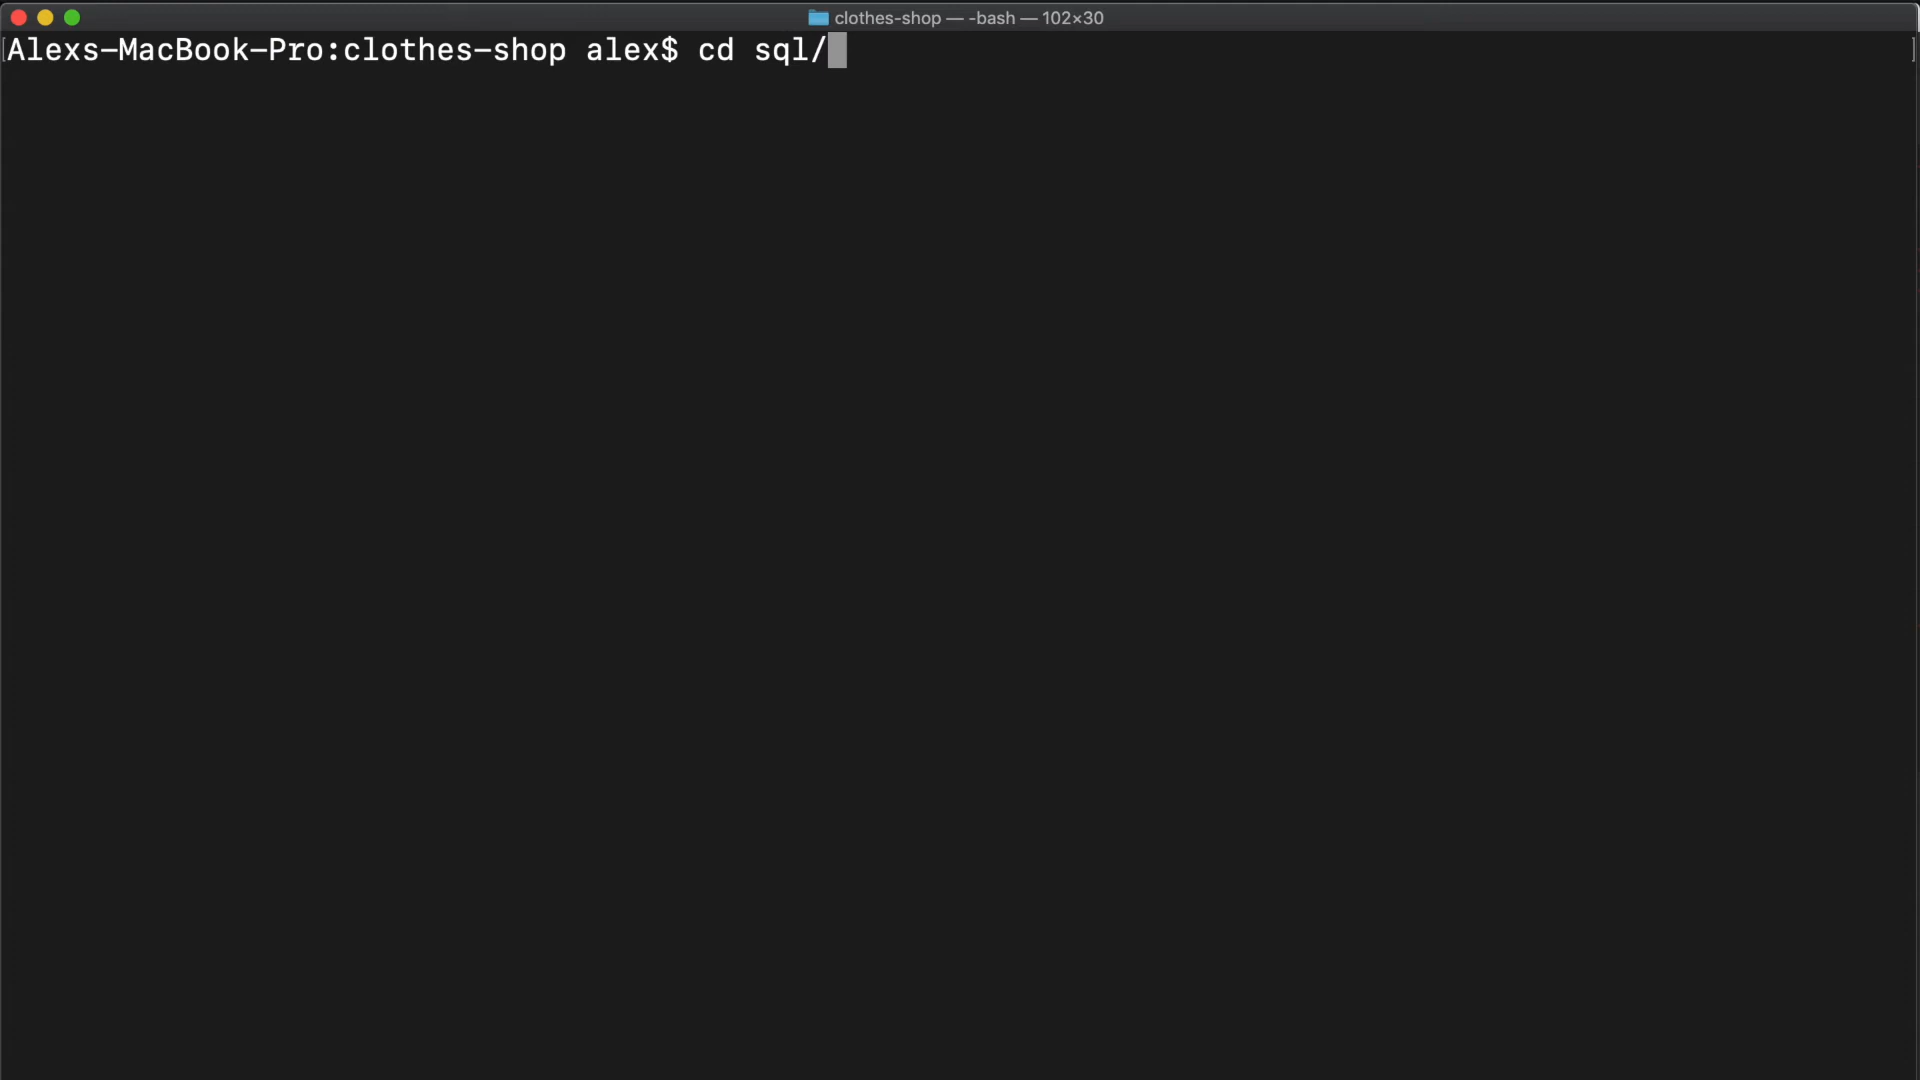 clothes-shop — -bash — 102×30
[Alexs-MacBook-Pro:clothes-shop alex$ cd sql/ ]